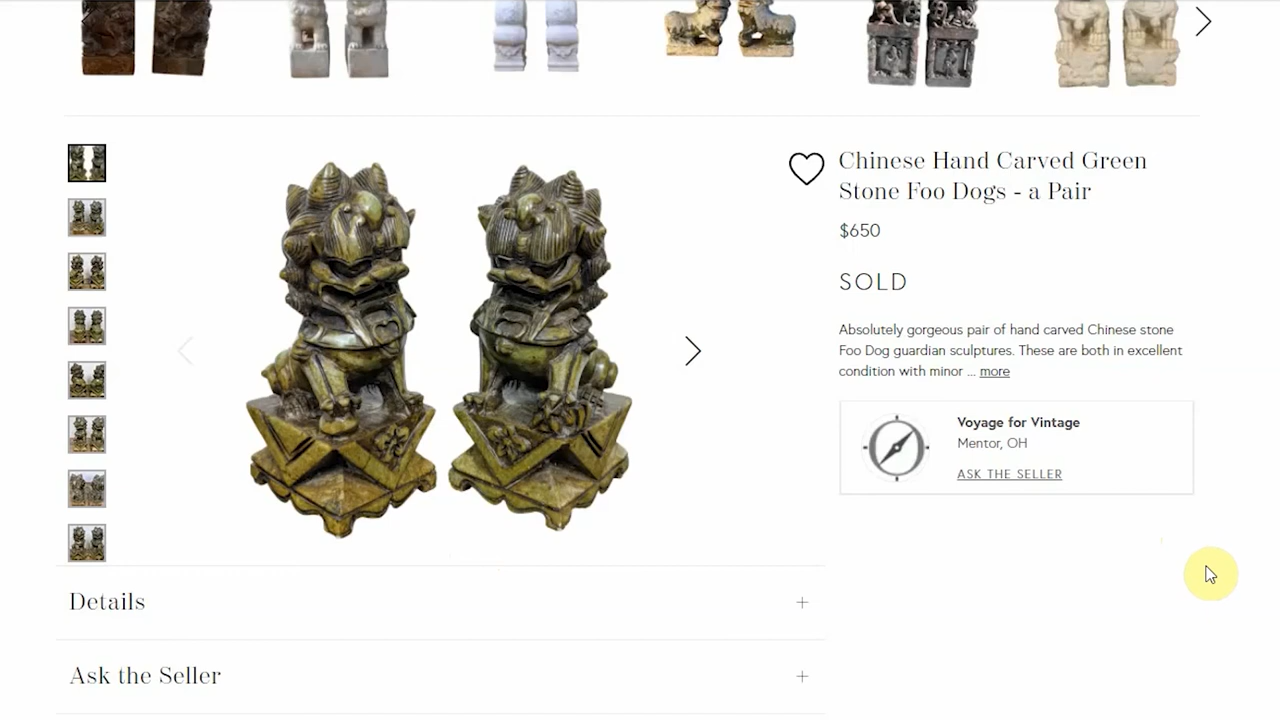 Chinese Hand Carved Green
Stone Foo Dogs - a Pair
$650
SOLD
Absolutely gorgeous pair of hand carved Chinese stone
Foo Dog guardian sculptures. These are both in excellent
condition with minor ... more
Voyage for Vintage
Mentor, OH
ASK THE SELLER
Details
+
Ask the Seller
+